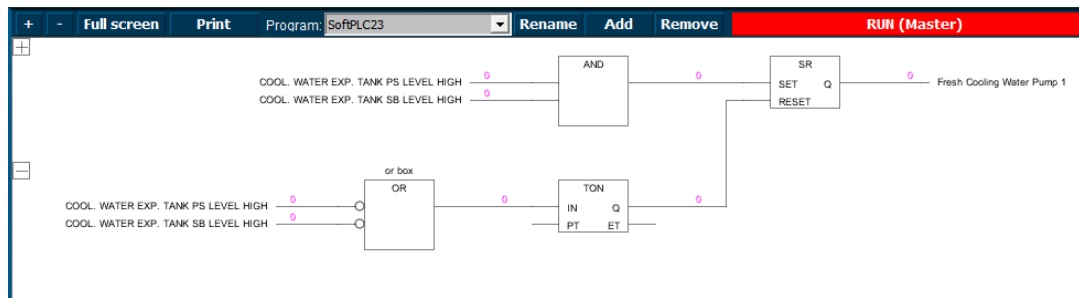 + - Full screen Print Program: SoftPLC23 Rename Add Remove RUN (Master)
AND SR
COOL. WATER EXP. TANK PS LEVEL HIGH 0 0 SET Q 0 Fresh Cooling Water Pump 1
COOL. WATER EXP. TANK SB LEVEL HIGH 0 RESET
or box
OR TON
COOL. WATER EXP. TANK PS LEVEL HIGH 0 0 IN Q 0
COOL. WATER EXP. TANK SB LEVEL HIGH 0 PT ET